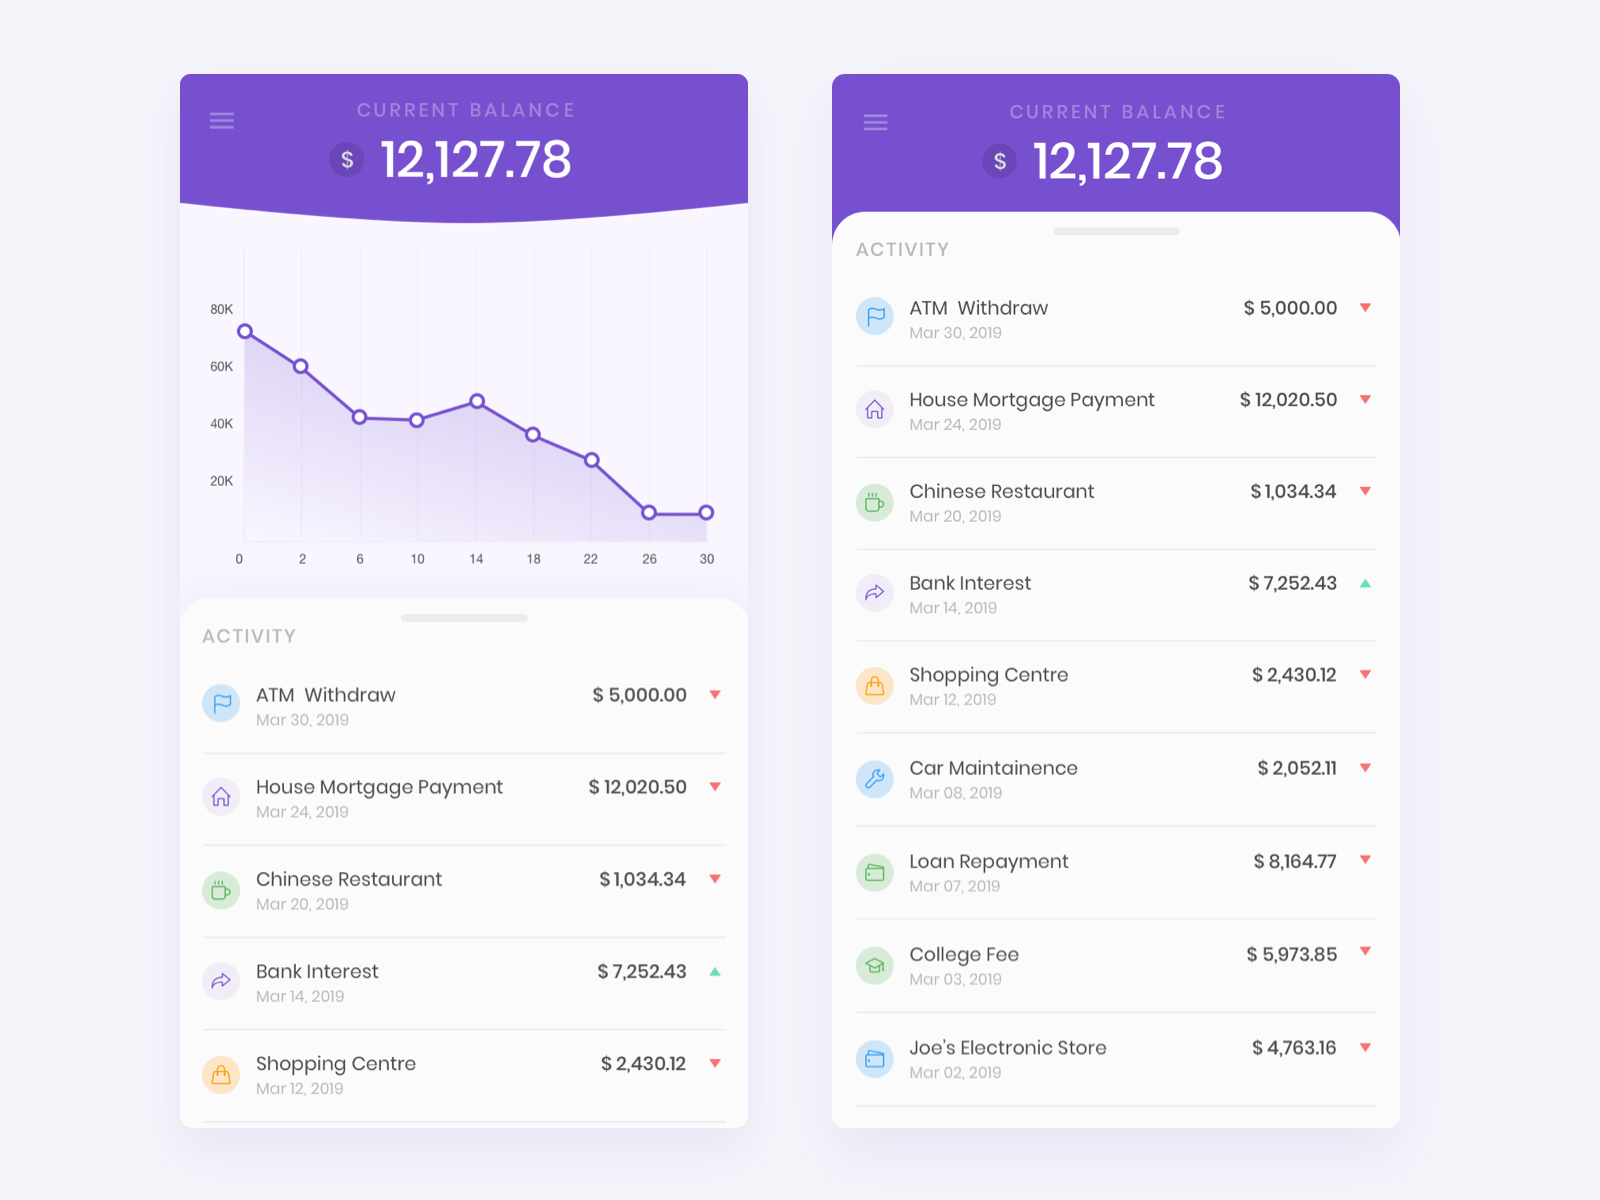 CURRENT BALANCE
$ 12,127.78
80K
60K
40K
20K
0 2 6 10 14 18 22 26 30
ACTIVITY
ATM  Withdraw $ 5,000.00
Mar 30, 2019
House Mortgage Payment $ 12,020.50
Mar 24, 2019
Chinese Restaurant $ 1,034.34
Mar 20, 2019
Bank Interest $ 7,252.43
Mar 14, 2019
Shopping Centre $ 2,430.12
Mar 12, 2019
CURRENT BALANCE
$ 12,127.78
ACTIVITY
ATM  Withdraw $ 5,000.00
Mar 30, 2019
House Mortgage Payment $ 12,020.50
Mar 24, 2019
Chinese Restaurant $ 1,034.34
Mar 20, 2019
Bank Interest $ 7,252.43
Mar 14, 2019
Shopping Centre $ 2,430.12
Mar 12, 2019
Car Maintainence $ 2,052.11
Mar 08, 2019
Loan Repayment $ 8,164.77
Mar 07, 2019
College Fee $ 5,973.85
Mar 03, 2019
Joe's Electronic Store $ 4,763.16
Mar 02, 2019